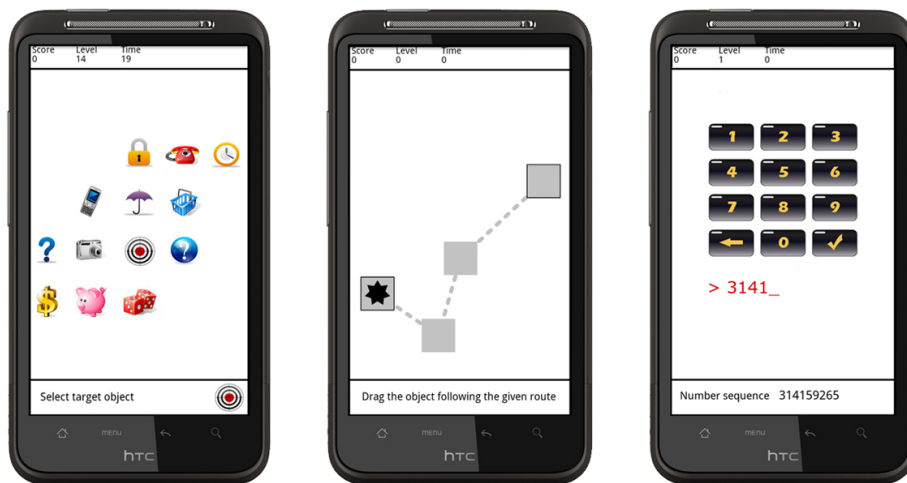 Score Level Time
0 14 19
$
Select target object
MENU
htc
Score Level Time
0 0 0
Drag the object following the given route
MENU
htc
Score Level Time
0 1 0
1 2 3
4 5 6
7 8 9
0
> 3141_
Number sequence 314159265
MENU
htc